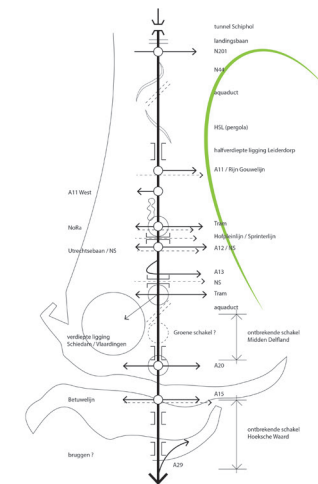 tunnel Schiphol
landingsbaan
N201
N44
aquaduct
HSL (pergola)
halfverdiepte ligging Leiderdorp
A11 / Rijn Gouwelijn
A11 West
Tram
NoRa
Hofpleinlijn / Sprinterlijn
A12 / NS
Utrechtsebaan / NS
A13
NS
Tram
aquaduct
Groene schakel ?
ontbrekende schakel
Midden Delfland
verdiepte ligging
Schiedam / Vlaardingen
A20
A15
Betuwelijn
ontbrekende schakel
Hoeksche Waard
bruggen ?
A29